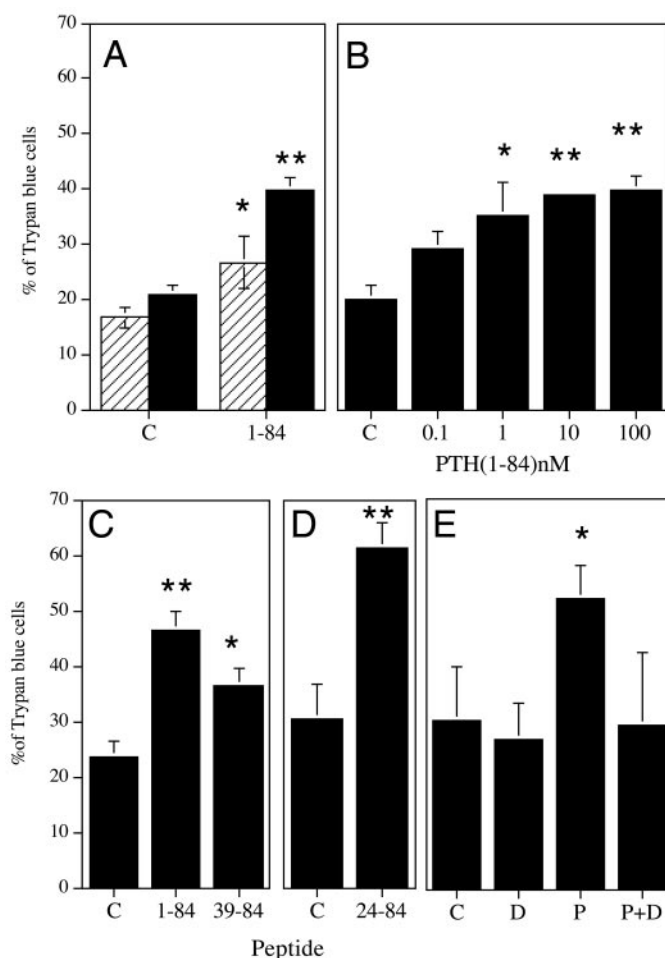 70
60
50
40
30
20
10
0
% of Trypan blue cells
A
*
**
C 1-84
B
*
**
**
C 0.1 1 10 100
PTH(1-84)nM
70
60
50
40
30
20
10
0
%of Trypan blue cells
C
**
*
C 1-84 39-84
D
**
C 24-84
Peptide
E
*
C D P P+D